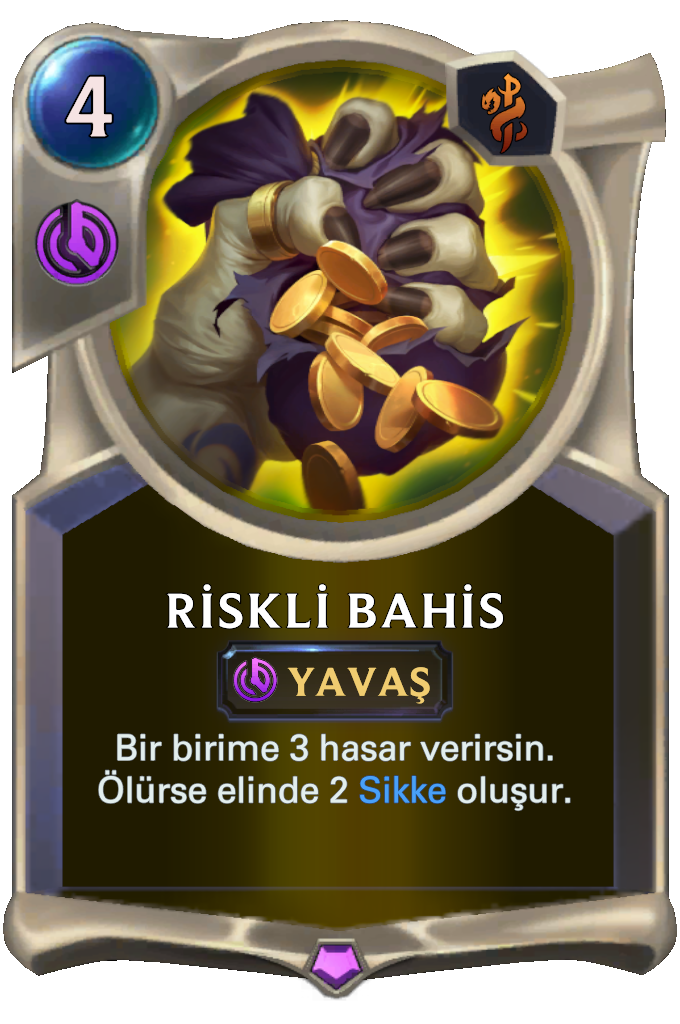 4
RİSKLİ BAHİS
YAVAŞ
Bir birime 3 hasar verirsin.
Ölürse elinde 2 Sikke oluşur.